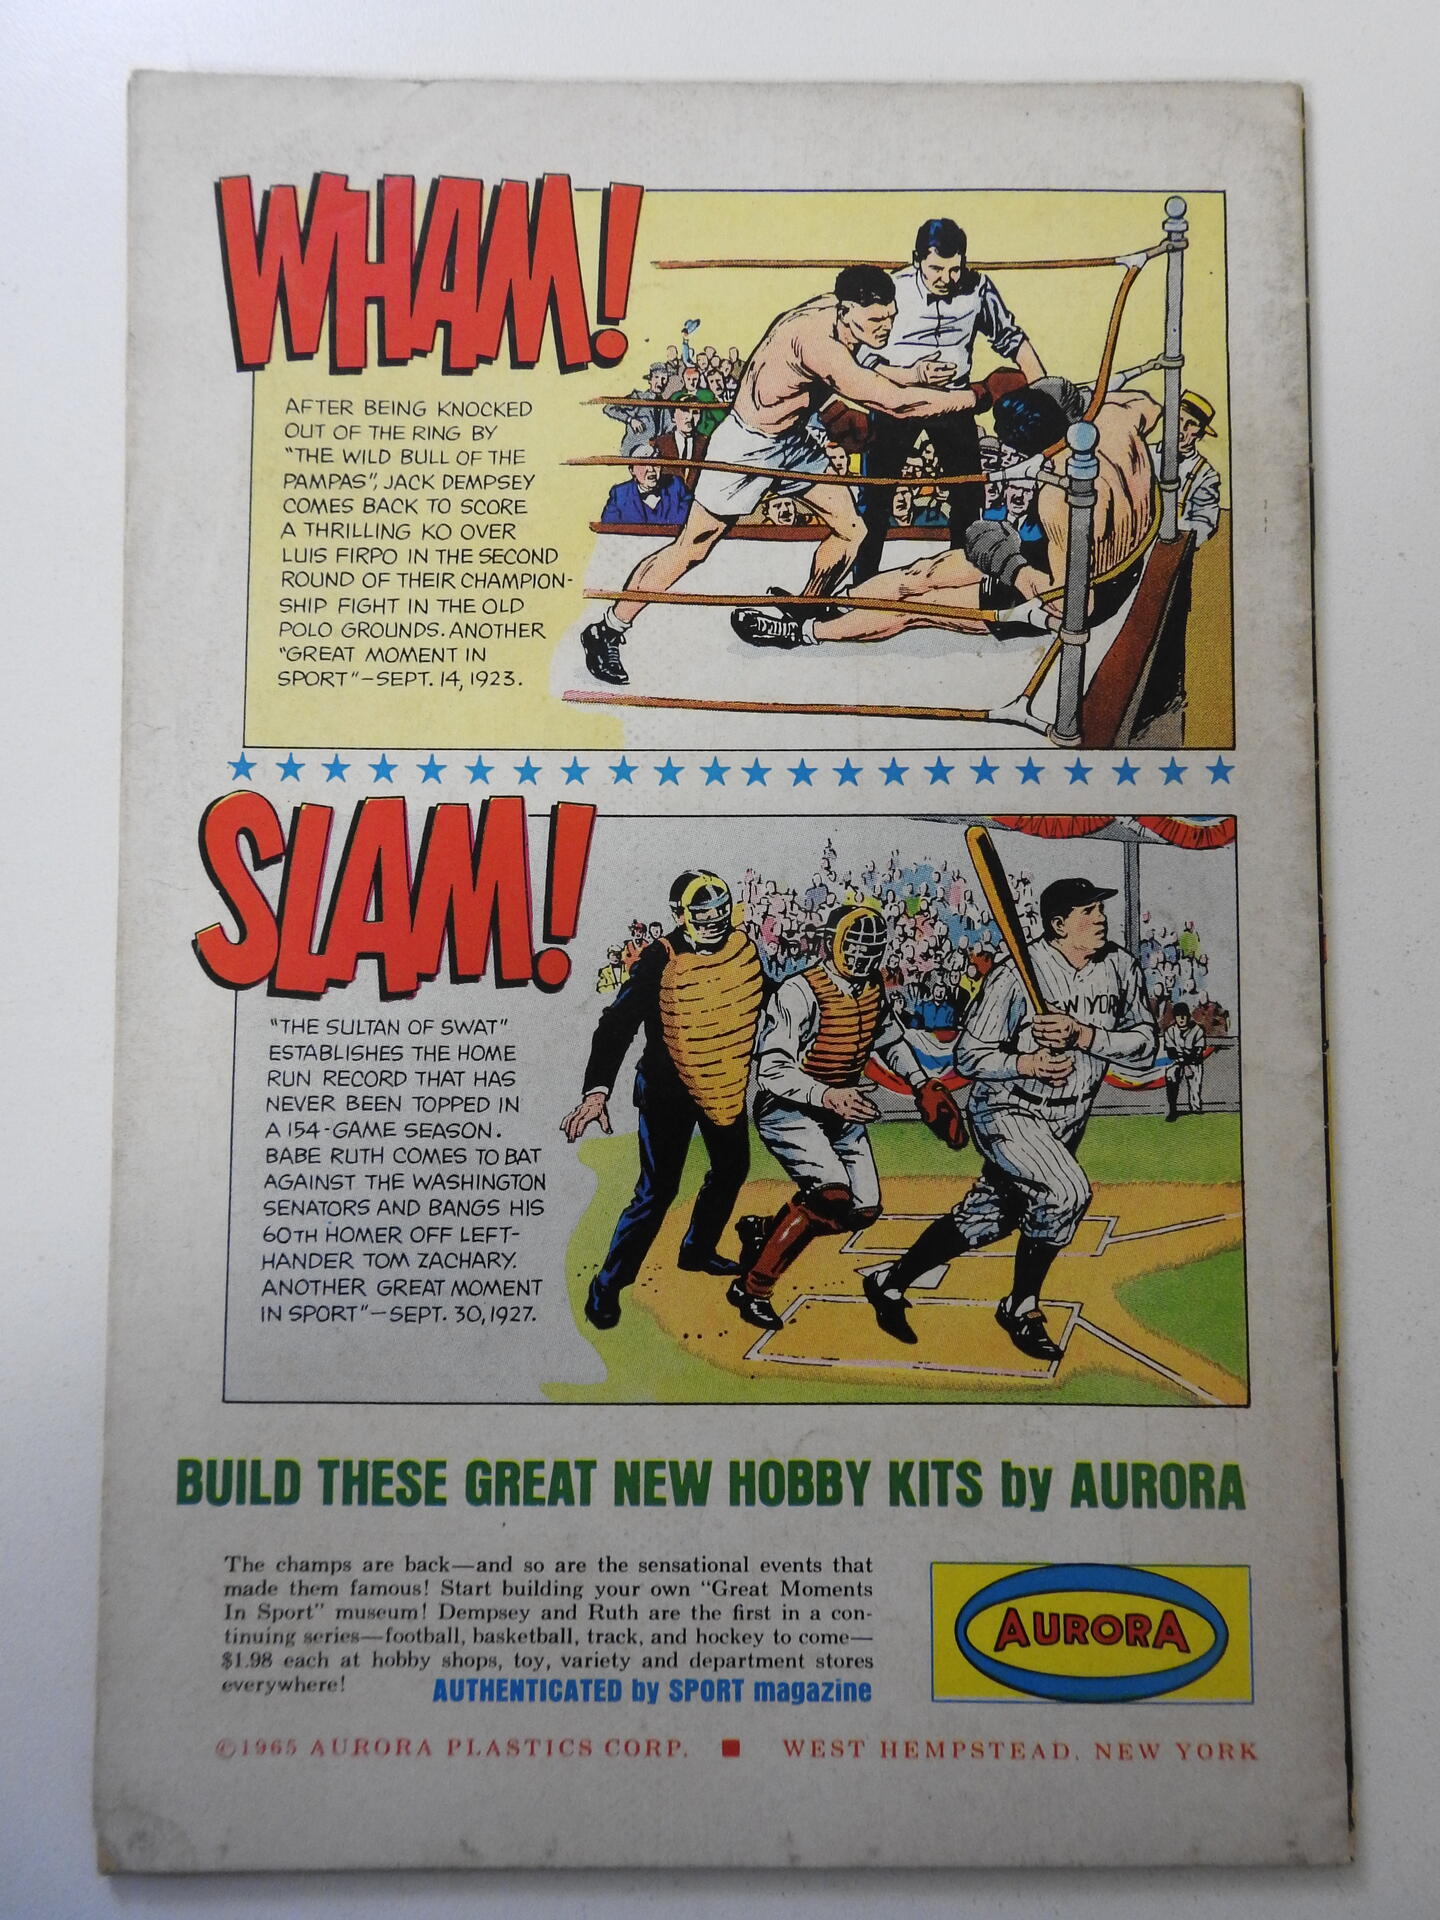 WHAM!
AFTER BEING KNOCKED
OUT OF THE RING BY
"THE WILD BULL OF THE
PAMPAS", JACK DEMPSEY
COMES BACK TO SCORE
A THRILLING KO OVER
LUIS FIRPO IN THE SECOND
ROUND OF THEIR CHAMPION-
SHIP FIGHT IN THE OLD
POLO GROUNDS. ANOTHER
"GREAT MOMENT IN
SPORT"—SEPT. 14, 1923.
SLAM!
"THE SULTAN OF SWAT"
ESTABLISHES THE HOME
RUN RECORD THAT HAS
NEVER BEEN TOPPED IN
A 154-GAME SEASON.
BABE RUTH COMES TO BAT
AGAINST THE WASHINGTON
SENATORS AND BANGS HIS
60TH HOMER OFF LEFT-
HANDER TOM ZACHARY.
ANOTHER GREAT MOMENT
IN SPORT"—SEPT. 30, 1927.
EW YOR
BUILD THESE GREAT NEW HOBBY KITS by AURORA
The champs are back—and so are the sensational events that
made them famous! Start building your own "Great Moments
In Sport" museum! Dempsey and Ruth are the first in a con-
tinuing series—football, basketball, track, and hockey to come—
$1.98 each at hobby shops, toy, variety and department stores
everywhere! AUTHENTICATED by SPORT magazine
AURORA
©1965 AURORA PLASTICS CORP. ■ WEST HEMPSTEAD, NEW YORK